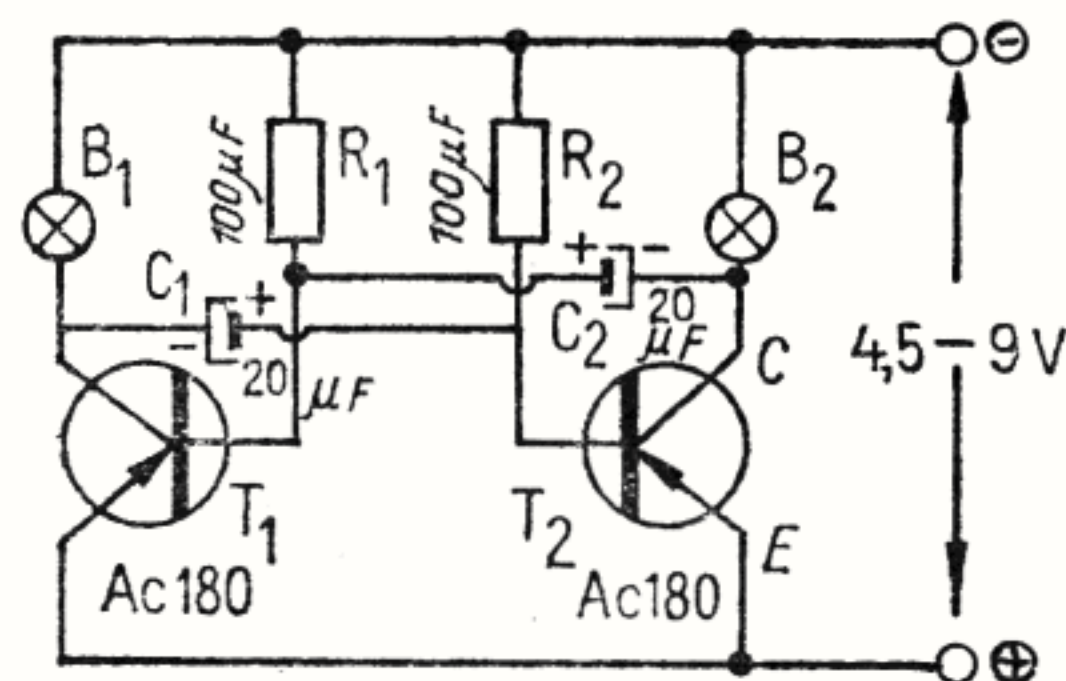 ⊖
B1
100µF
R1
100µF
R2
B2
C1
+
-
20
µF
+
-
C2
20
µF
C
4,5-9V
T1
Ac180
T2
Ac180
E
⊕